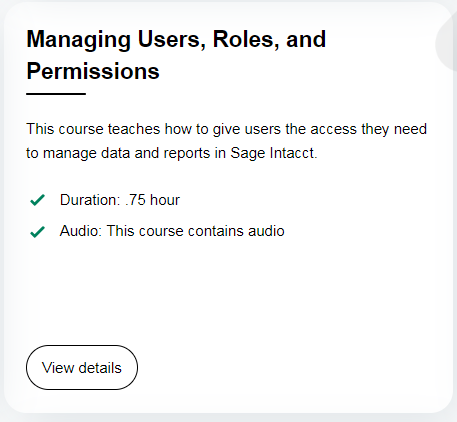 Managing Users, Roles, and
Permissions
This course teaches how to give users the access they need
to manage data and reports in Sage Intacct.
Duration: .75 hour
Audio: This course contains audio
View details